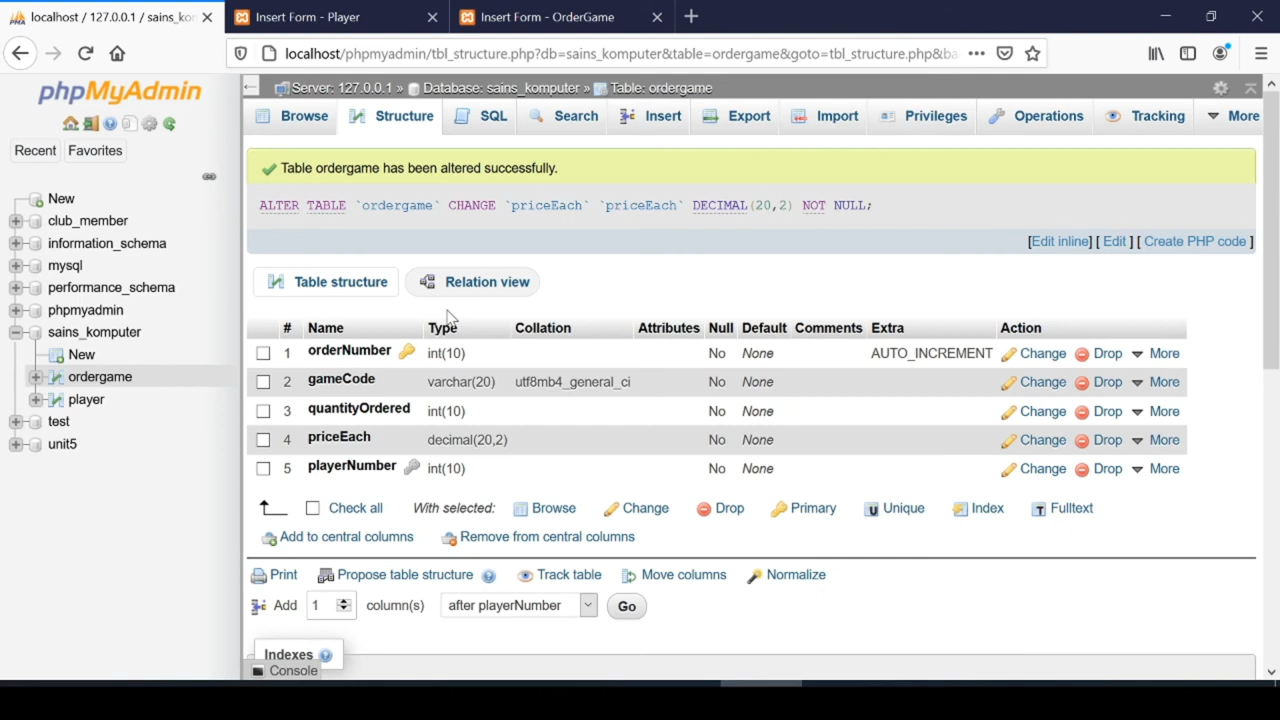 localhost / 127.0.0.1 / sains_ko
Insert Form - Player
Insert Form - OrderGame
localhost/phpmyadmin/tbl_structure.php?db=sains_komputer&table=ordergame&goto=tbl_structure.php&ba
phpMyAdmin
Recent
Favorites
New
club_member
information_schema
mysql
performance_schema
phpmyadmin
sains_komputer
New
ordergame
player
test
unit5
Server: 127.0.0.1 » Database: sains_komputer » Table: ordergame
Browse Structure SQL Search Insert Export Import Privileges Operations Tracking More
Table ordergame has been altered successfully.
ALTER TABLE `ordergame` CHANGE `priceEach` `priceEach` DECIMAL(20,2) NOT NULL;
[Edit inline] [ Edit ] [ Create PHP code ]
Table structure Relation view
# Name Type Collation Attributes Null Default Comments Extra Action
1 orderNumber int(10) No None AUTO_INCREMENT Change Drop More
2 gameCode varchar(20) utf8mb4_general_ci No None Change Drop More
3 quantityOrdered int(10) No None Change Drop More
4 priceEach decimal(20,2) No None Change Drop More
5 playerNumber int(10) No None Change Drop More
Check all With selected: Browse Change Drop Primary Unique Index Fulltext
Add to central columns Remove from central columns
Print Propose table structure Track table Move columns Normalize
Add 1 column(s) after playerNumber Go
Indexes
Console